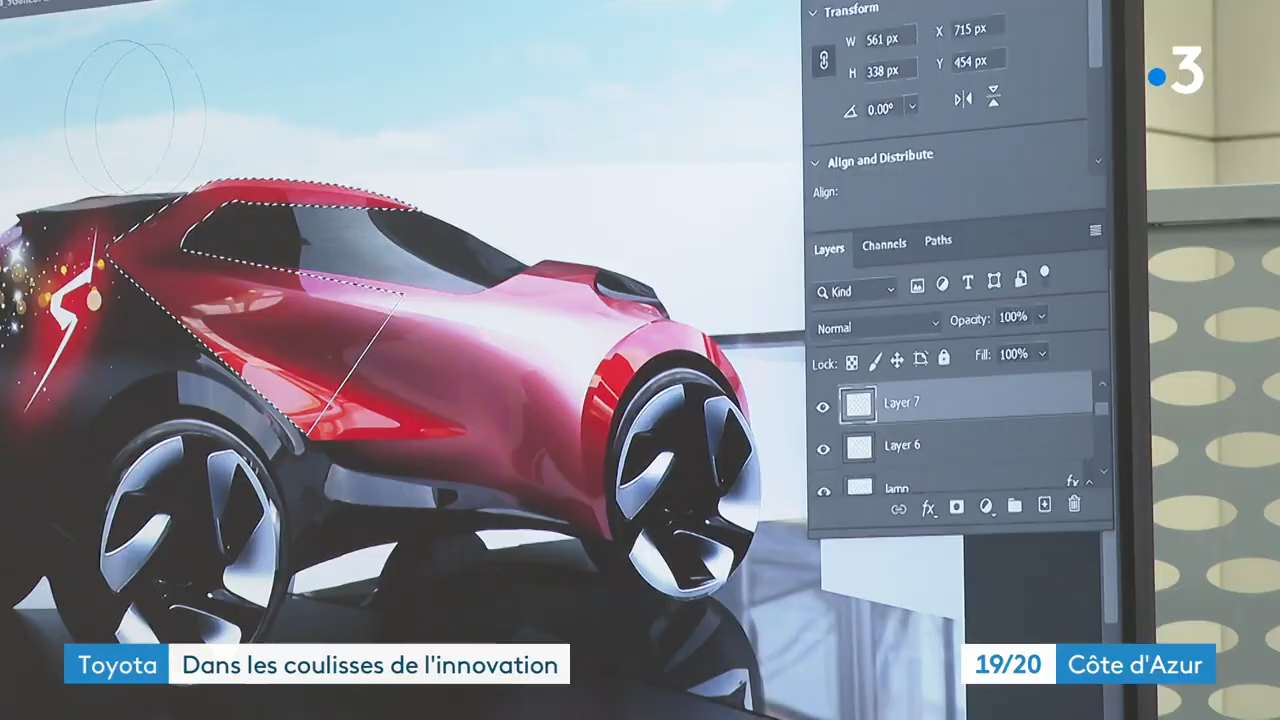 Transform
W 561 px X 715 px
H 338 px Y 454 px
0.00°
3
Align and Distribute
Align:
Layers Channels Paths
Kind
Normal Opacity: 100%
Lock: Fill: 100%
Layer 7
Layer 6
lamp
fx
fx
Toyota Dans les coulisses de l'innovation
19/20 Côte d'Azur